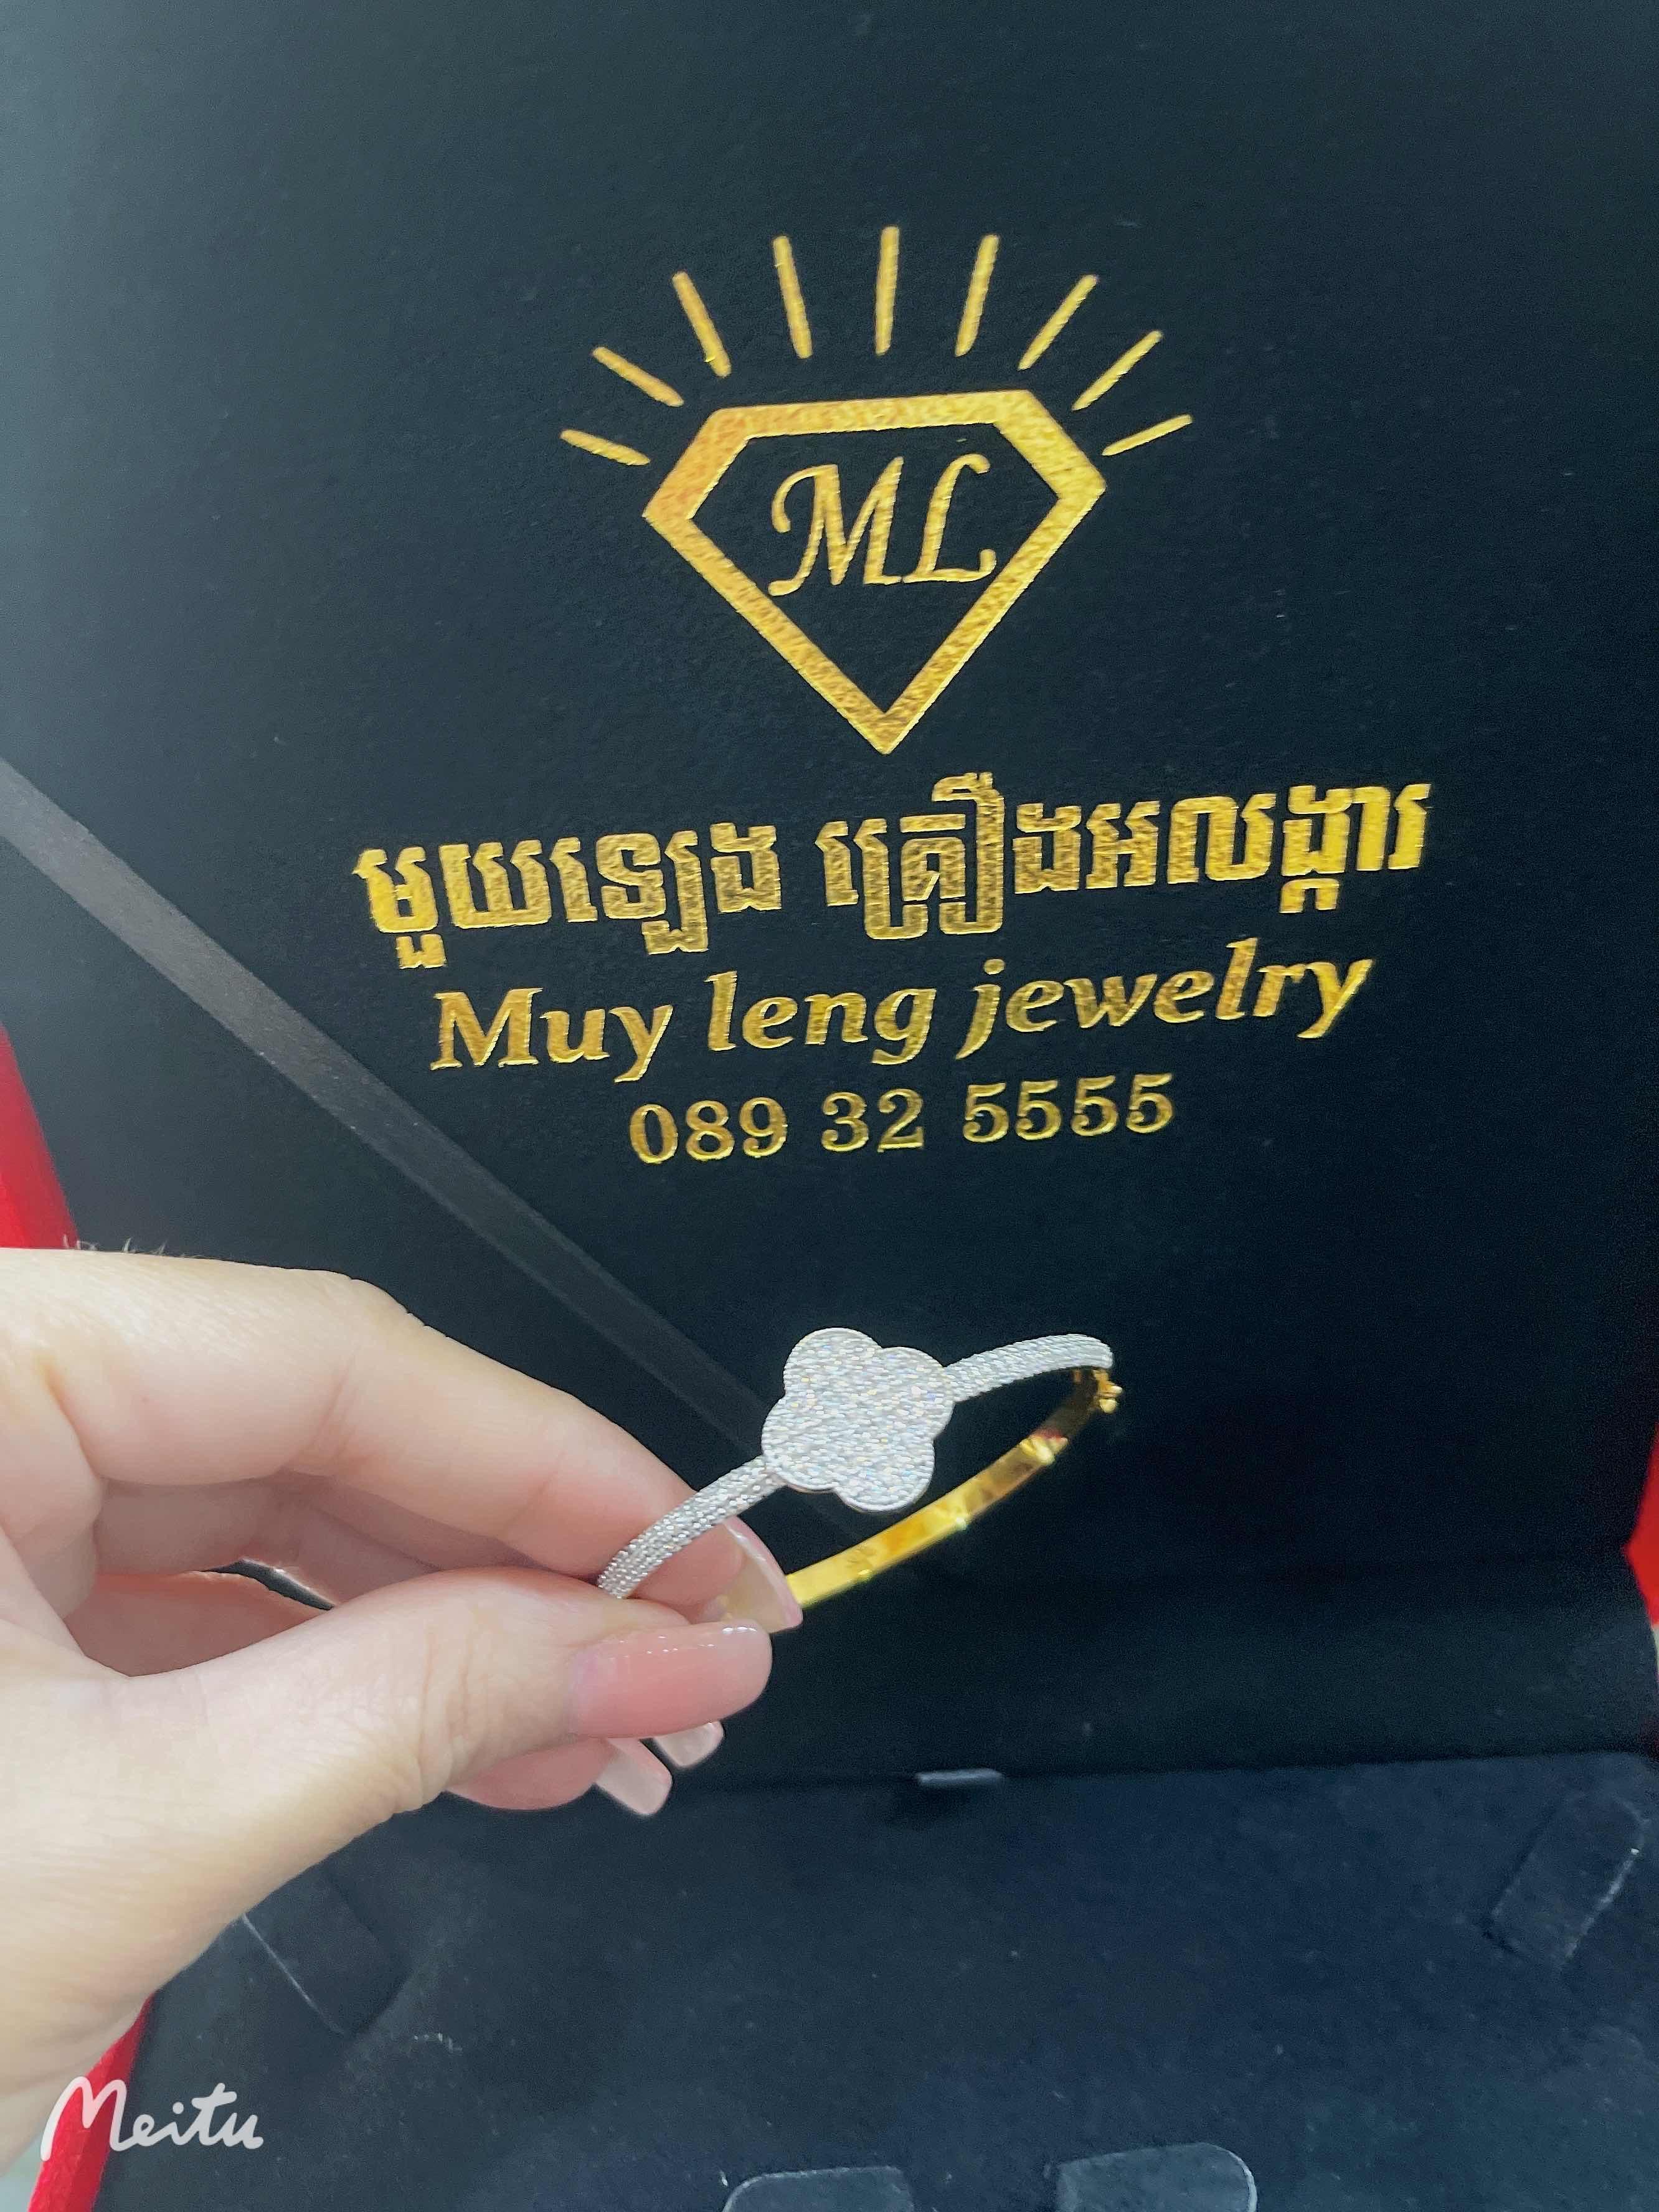 ML
មួយឡេង គ្រឿងអលង្ការ
Muy leng jewelry
089 32 5555
Meitu